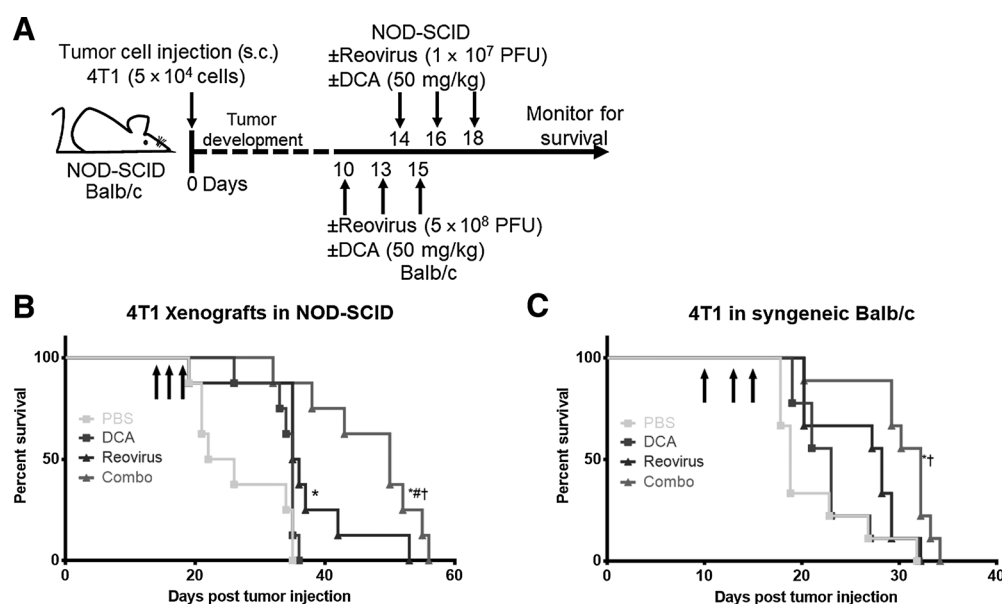 A
Tumor cell injection (s.c.)
4T1 (5 × 10⁴ cells)
NOD-SCID
±Reovirus (1 × 10⁷ PFU)
±DCA (50 mg/kg)
Tumor
development
14 16 18
Monitor for
survival
NOD-SCID
Balb/c
0 Days
10 13 15
±Reovirus (5 × 10⁸ PFU)
±DCA (50 mg/kg)
Balb/c
B
4T1 Xenografts in NOD-SCID
Percent survival
100
50
0
PBS
DCA
Reovirus
Combo
*
*#†
0 20 40 60
Days post tumor injection
C
4T1 in syngeneic Balb/c
Percent survival
100
50
0
PBS
DCA
Reovirus
Combo
*†
0 10 20 30 40
Days post tumor injection